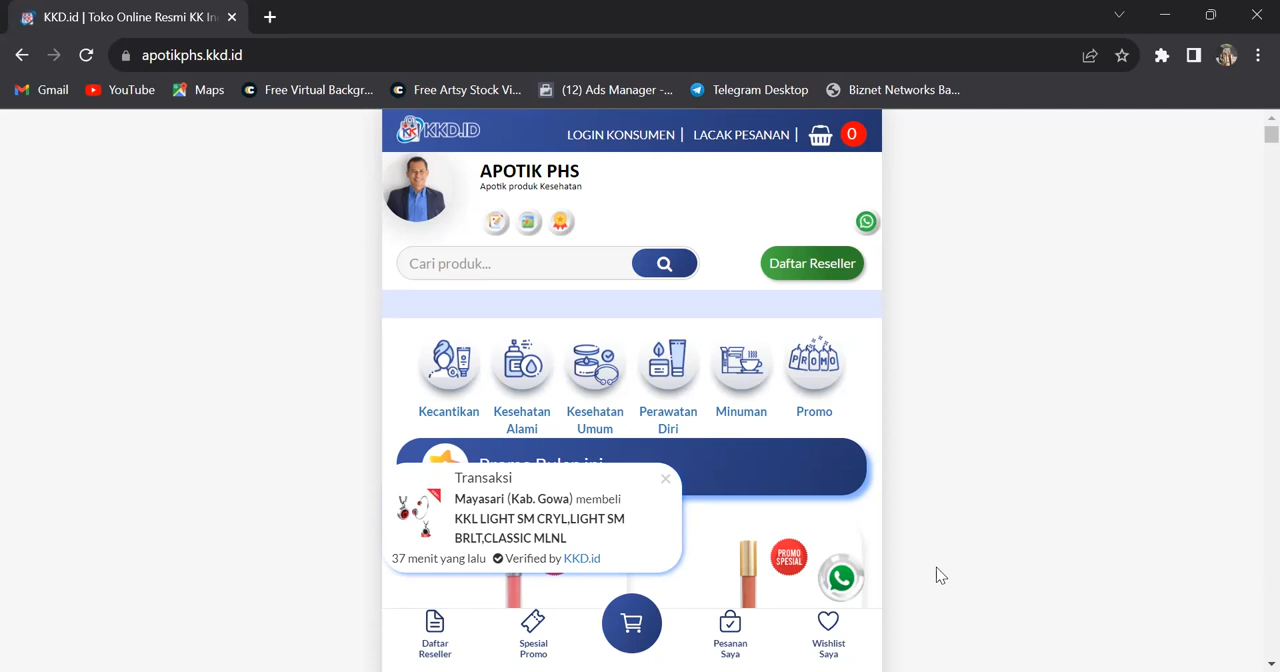 KKD.id | Toko Online Resmi KK In
apotikphs.kkd.id
Gmail
YouTube
Maps
Free Virtual Backgr...
Free Artsy Stock Vi...
(12) Ads Manager -...
Telegram Desktop
Biznet Networks Ba...
KKD.ID
LOGIN KONSUMEN |
LACAK PESANAN |
0
APOTIK PHS
Apotik produk Kesehatan
Cari produk...
Daftar Reseller
PROMO
Kecantikan
Kesehatan
Alami
Kesehatan
Umum
Perawatan
Diri
Minuman
Promo
Promo Bulan ini
Transaksi
Mayasari (Kab. Gowa) membeli
KKL LIGHT SM CRYL,LIGHT SM
BRLT,CLASSIC MLNL
37 menit yang lalu
Verified by KKD.id
PROMO
SPESIAL
Daftar
Reseller
Spesial
Promo
Pesanan
Saya
Wishlist
Saya